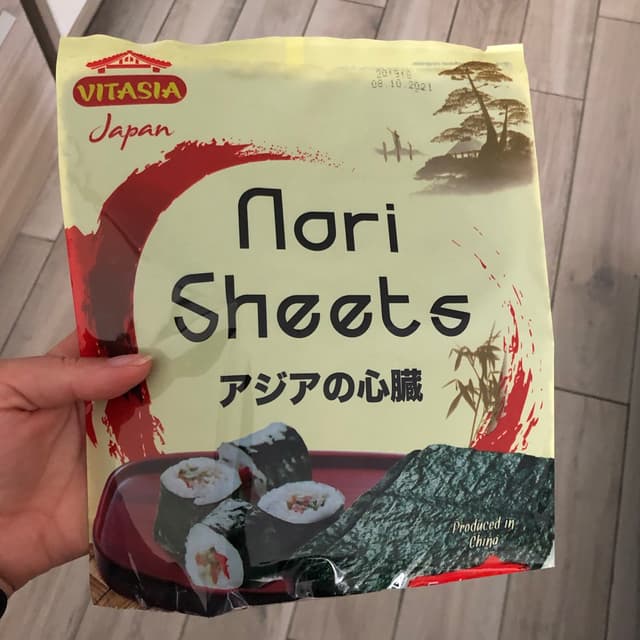 VITASIA
Japan
08.10.2021
nori
Sheets
アジアの心臓
Produced in
China